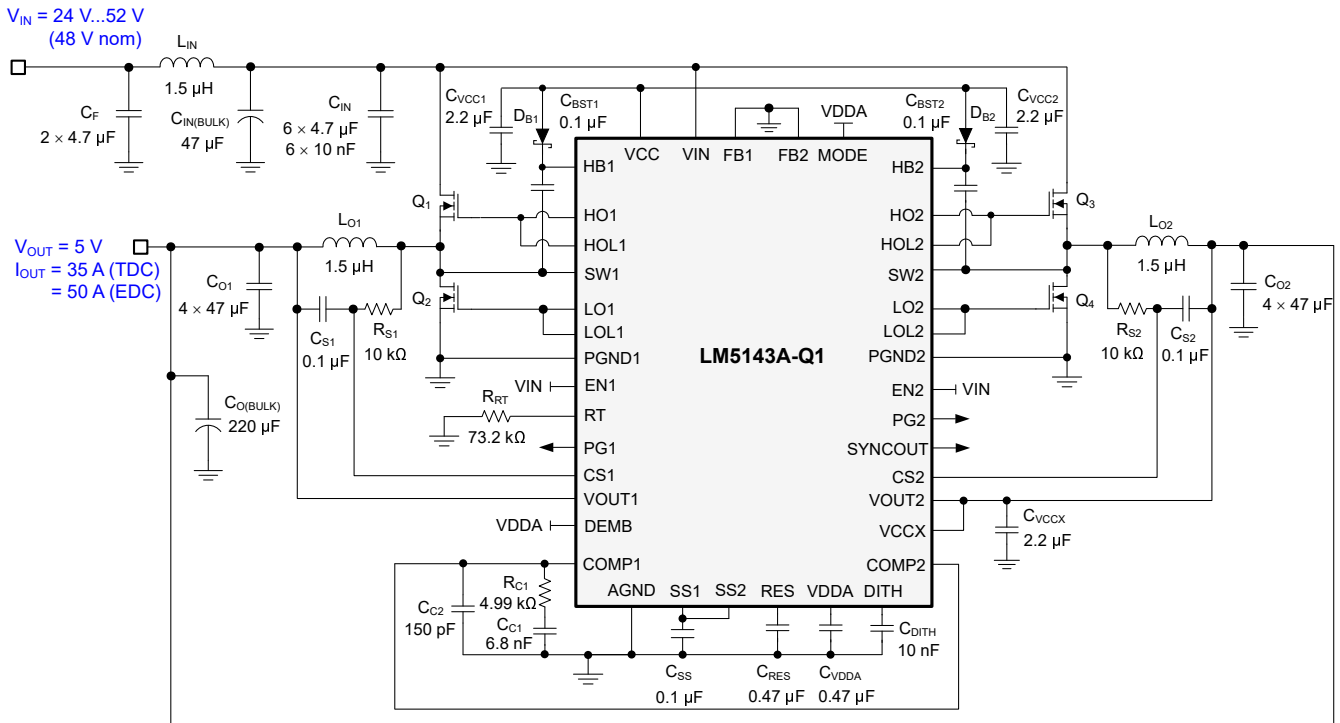 VIN = 24 V...52 V
(48 V nom)
LIN
1.5 µH
CF
2 × 4.7 µF
CIN(BULK)
47 µF
CIN
6 × 4.7 µF
6 × 10 nF
CVCC1
2.2 µF
DB1
CBST1
0.1 µF
CBST2
0.1 µF
DB2
CVCC2
2.2 µF
VDDA
VCC
VIN
FB1
FB2
MODE
HB1
HO1
HOL1
SW1
LO1
LOL1
PGND1
EN1
RT
PG1
CS1
VOUT1
DEMB
COMP1
HB2
HO2
HOL2
SW2
LO2
LOL2
PGND2
EN2
PG2
SYNCOUT
CS2
VOUT2
VCCX
COMP2
AGND
SS1
SS2
RES
VDDA
DITH
LM5143A-Q1
Q1
Q2
Q3
Q4
VOUT = 5 V
IOUT = 35 A (TDC)
= 50 A (EDC)
LO1
1.5 µH
CO1
4 × 47 µF
CS1
0.1 µF
RS1
10 kΩ
CO(BULK)
220 µF
VIN
RRT
73.2 kΩ
VDDA
LO2
1.5 µH
RS2
10 kΩ
CS2
0.1 µF
CO2
4 × 47 µF
VIN
CVCCX
2.2 µF
CC2
150 pF
RC1
4.99 kΩ
CC1
6.8 nF
CSS
0.1 µF
CRES
0.47 µF
CVDDA
0.47 µF
CDITH
10 nF